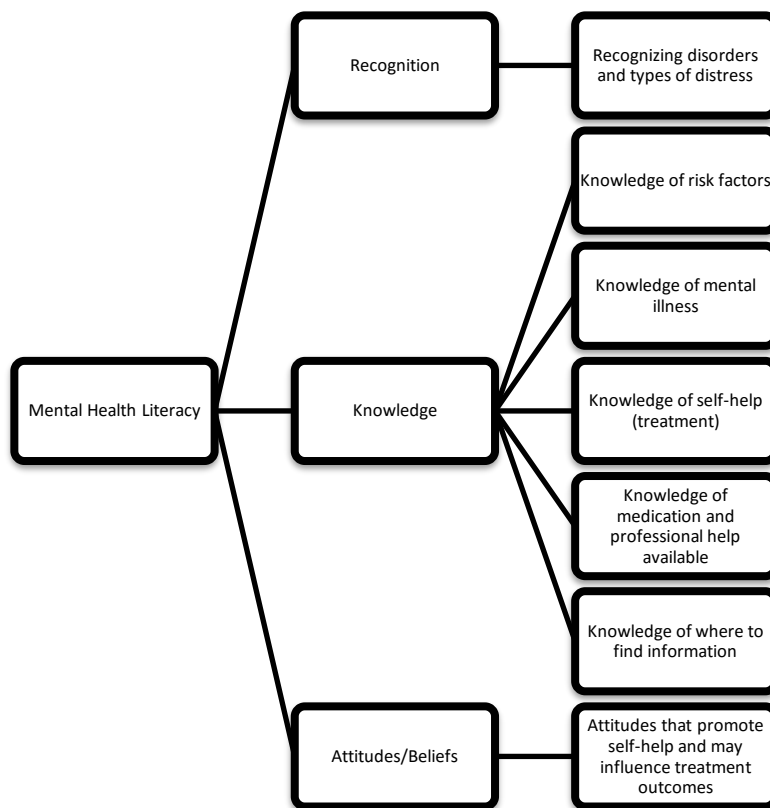 Recognition
Recognizing disorders
and types of distress
Knowledge of risk factors
Knowledge of mental
illness
Mental Health Literacy
Knowledge
Knowledge of self-help
(treatment)
Knowledge of
medication and
professional help
available
Knowledge of where to
find information
Attitudes/Beliefs
Attitudes that promote
self-help and may
influence treatment
outcomes